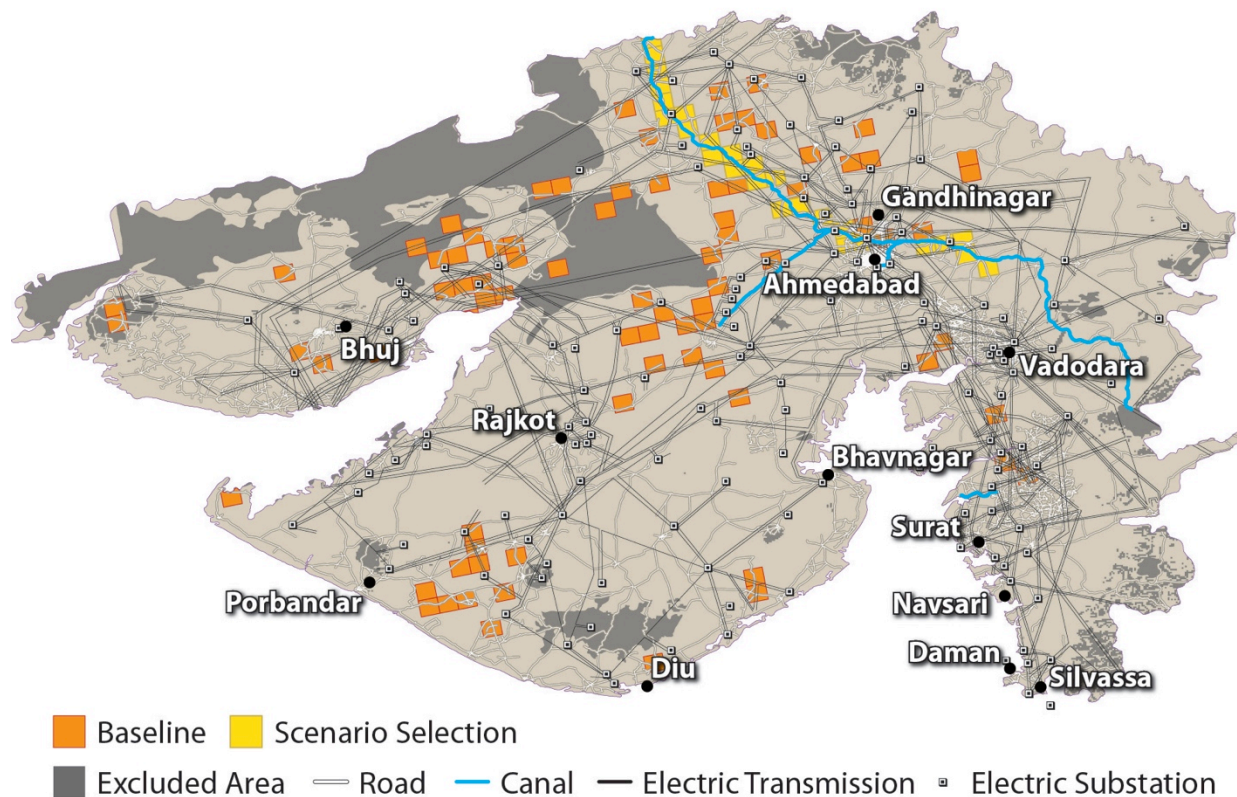 Gandhinagar
Ahmedabad
Bhuj
Vadodara
Rajkot
Bhavnagar
Surat
Porbandar
Navsari
Daman
Diu
Silvassa
Baseline Scenario Selection
Excluded Area Road Canal Electric Transmission Electric Substation